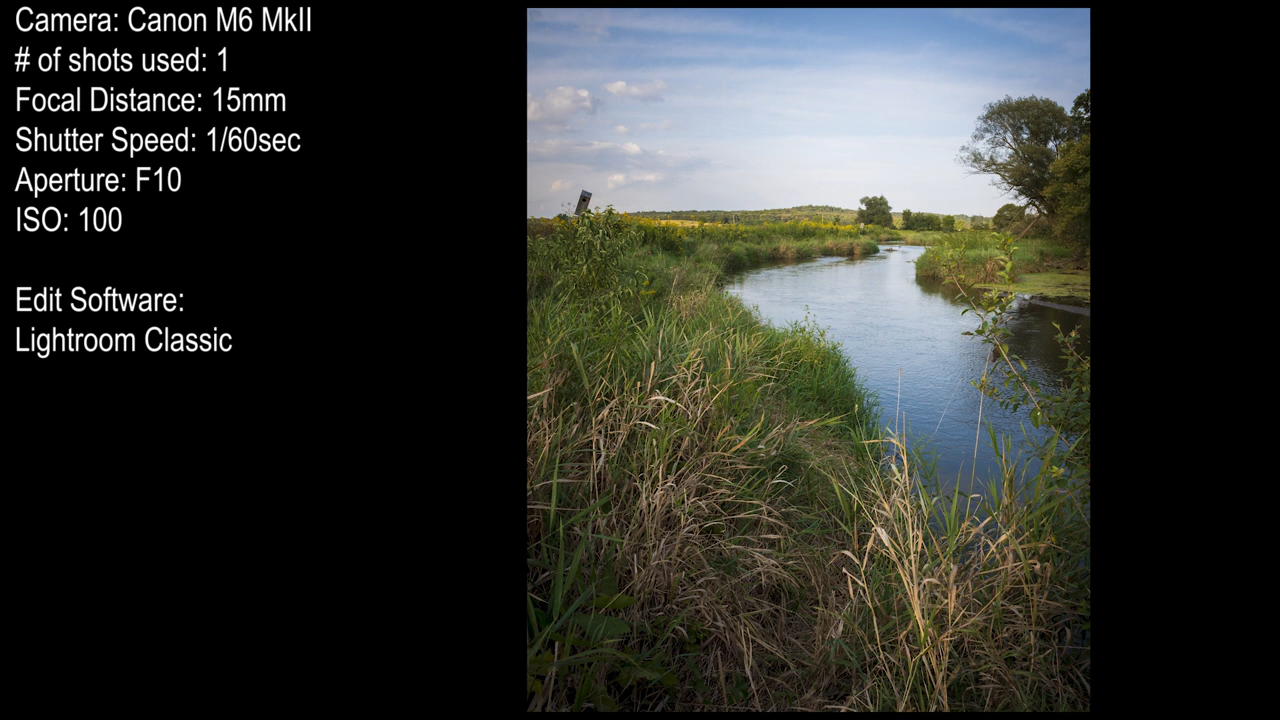 Camera: Canon M6 MkII
# of shots used: 1
Focal Distance: 15mm
Shutter Speed: 1/60sec
Aperture: F10
ISO: 100
Edit Software:
Lightroom Classic